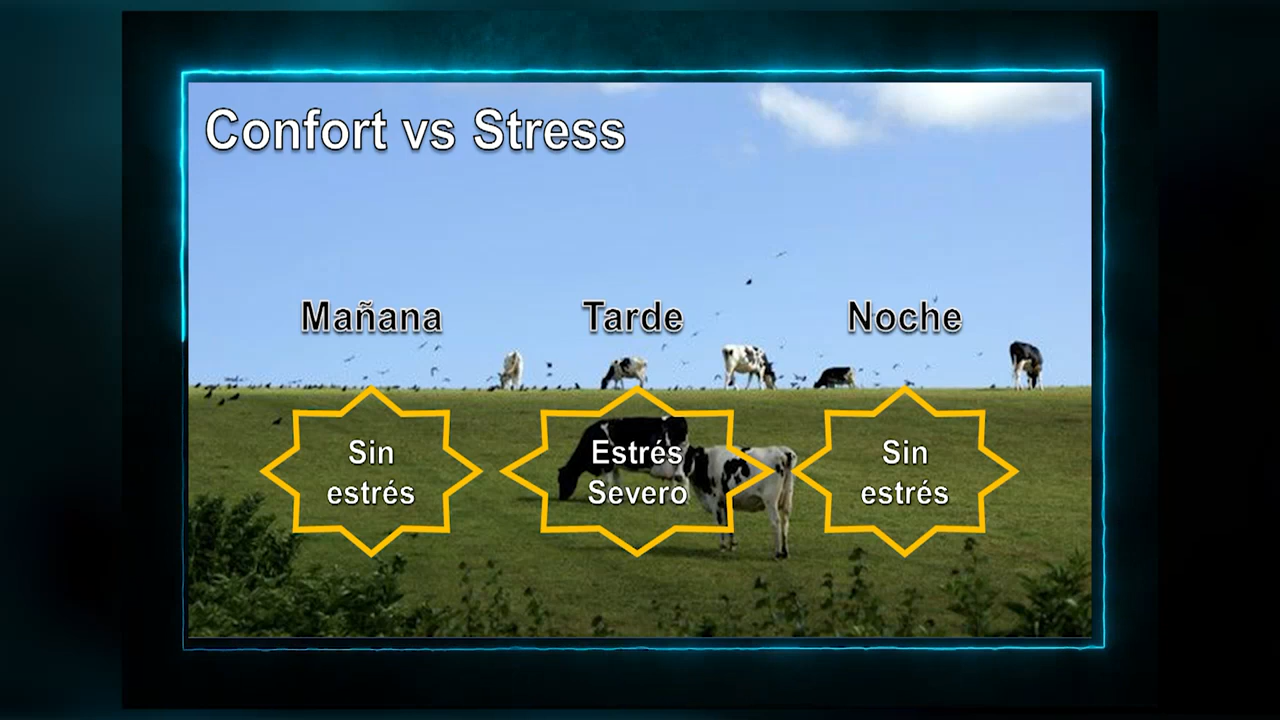 Confort vs Stress
Mañana Tarde Noche
Sin
estrés
Estrés
Severo
Sin
estrés